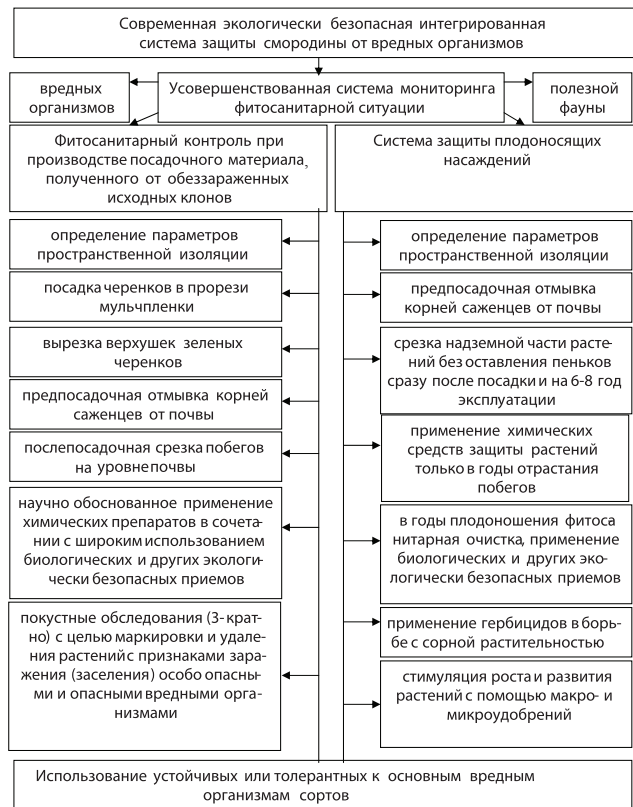 Современная экологически безопасная интегрированная
система защиты смородины от вредных организмов
вредных
организмов
Усовершенствованная система мониторинга
фитосанитарной ситуации
полезной
фауны
Фитосанитарный контроль при
производстве посадочного материала,
полученного от обеззараженных
исходных клонов
Система защиты плодоносящих
насаждений
определение параметров
пространственной изоляции
посадка черенков в прорези
мульчпленки
вырезка верхушек зеленых
черенков
предпосадочная отмывка корней
саженцев от почвы
послепосадочная срезка побегов
на уровне почвы
научно обоснованное применение
химических препаратов в сочета-
нии с широким использованием
биологических и других экологи-
чески безопасных приемов
покустные обследования (3-крат-
но) с целью маркировки и удале-
ния растений с признаками зара-
жения (заселения) особо опасны-
ми и опасными вредными орга-
низмами
определение параметров
пространственной изоляции
предпосадочная отмывка
корней саженцев от почвы
срезка надземной части расте-
ний без оставления пеньков
сразу после посадки и на 6-8 год
эксплуатации
применение химических
средств защиты растений
только в годы отрастания
побегов
в годы плодоношения фитоса
нитарная очистка, применение
биологических и других эко-
логически безопасных приемов
применение гербицидов в борь-
бе с сорной растительностью
стимуляция роста и развития
растений с помощью макро- и
микроудобрений
Использование устойчивых или толерантных к основным вредным
организмам сортов